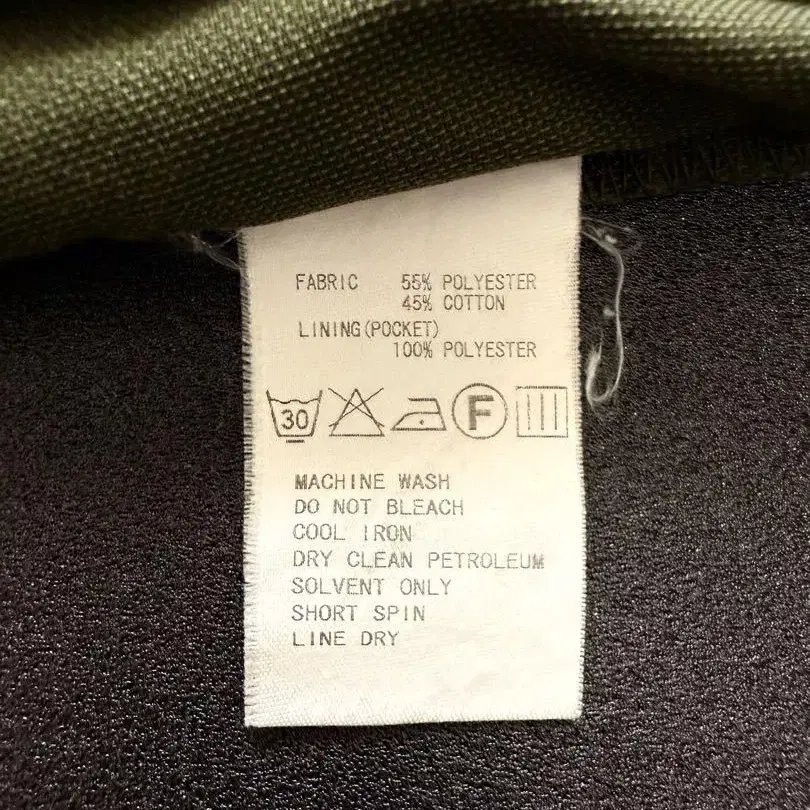 FABRIC 55% POLYESTER
45% COTTON
LINING(POCKET)
100% POLYESTER
30 F
MACHINE WASH
DO NOT BLEACH
COOL IRON
DRY CLEAN PETROLEUM
SOLVENT ONLY
SHORT SPIN
LINE DRY